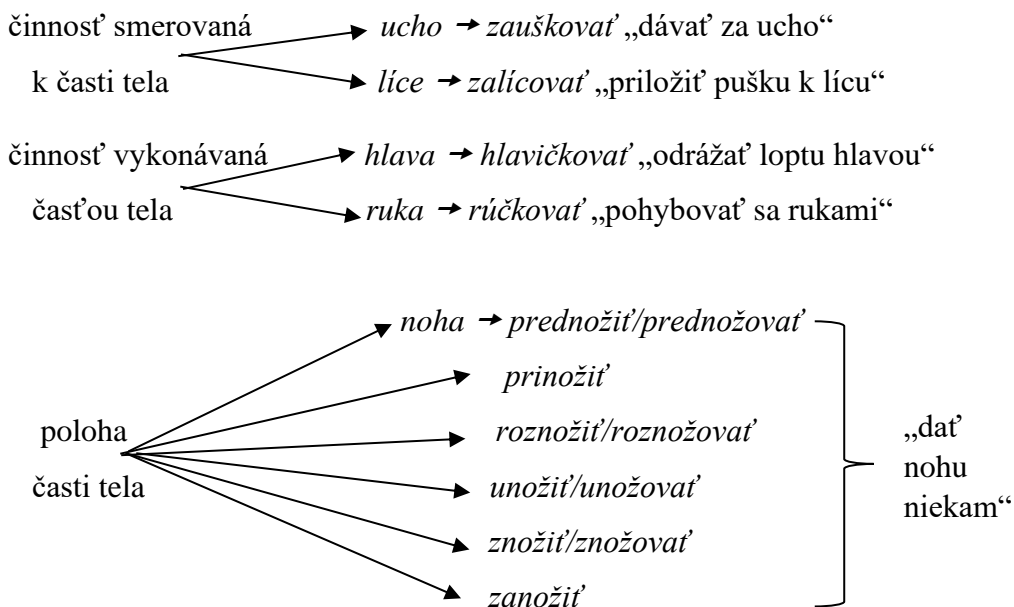 činnosť smerovaná ucho → zauškovať „dávať za ucho“
k časti tela líce → zalícovať „priložiť pušku k lícu“
činnosť vykonávaná hlava → hlavičkovať „odrážať loptu hlavou“
časťou tela ruka → rúčkovať „pohybovať sa rukami“
noha → prednožiť/prednožovať
prinožiť
poloha roznožiť/roznožovať „dať
časti tela unožiť/unožovať nohu
niekam“
znožiť/znožovať
zanožiť